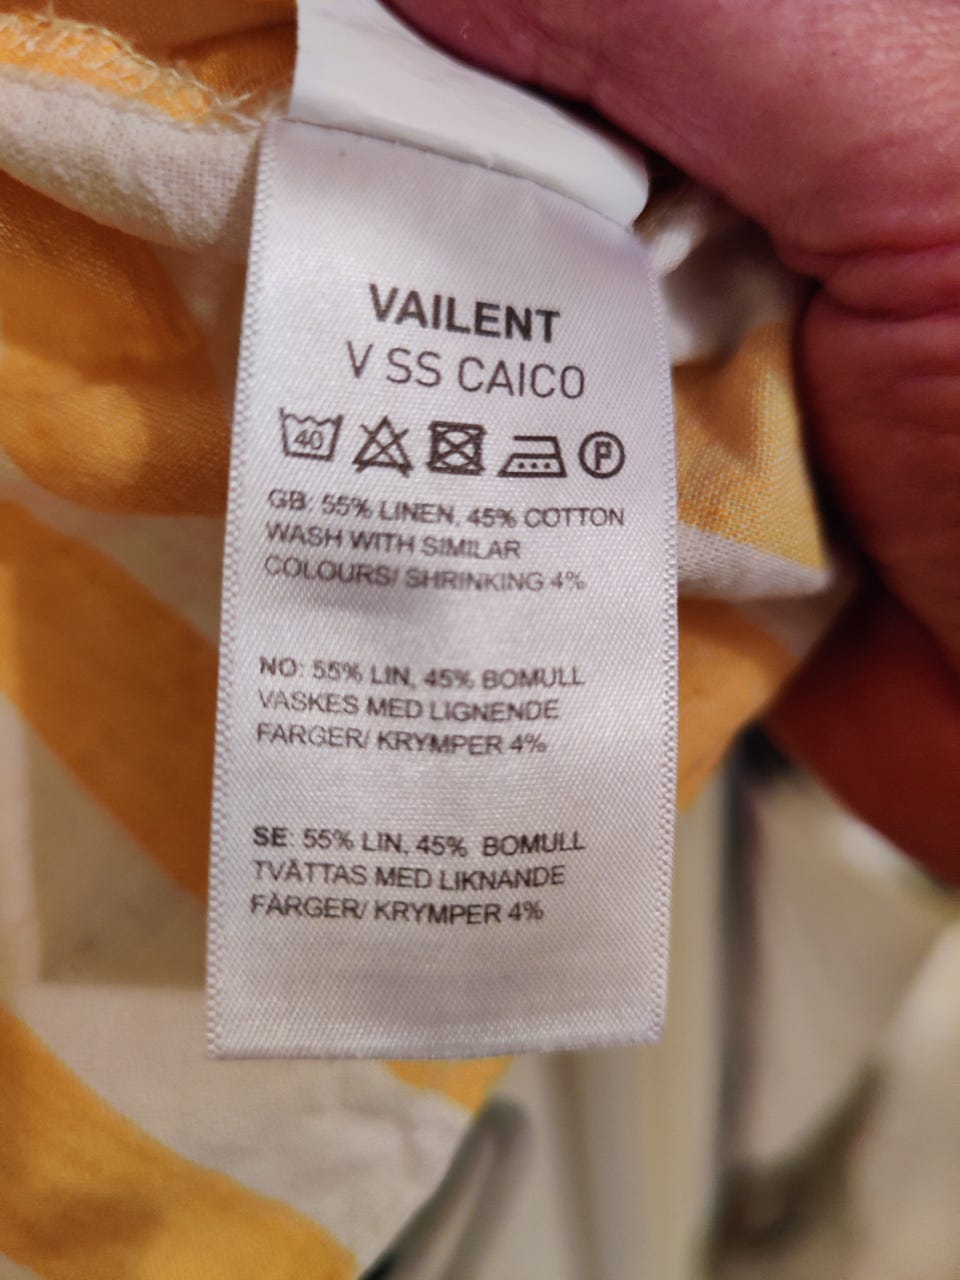 VAILENT
V SS CAICO
40 P
GB: 55% LINEN, 45% COTTON
WASH WITH SIMILAR
COLOURS/ SHRINKING 4%
NO: 55% LIN, 45% BOMULL
VASKES MED LIGNENDE
FARGER/ KRYMPER 4%
SE: 55% LIN, 45% BOMULL
TVÄTTAS MED LIKNANDE
FÄRGER/ KRYMPER 4%